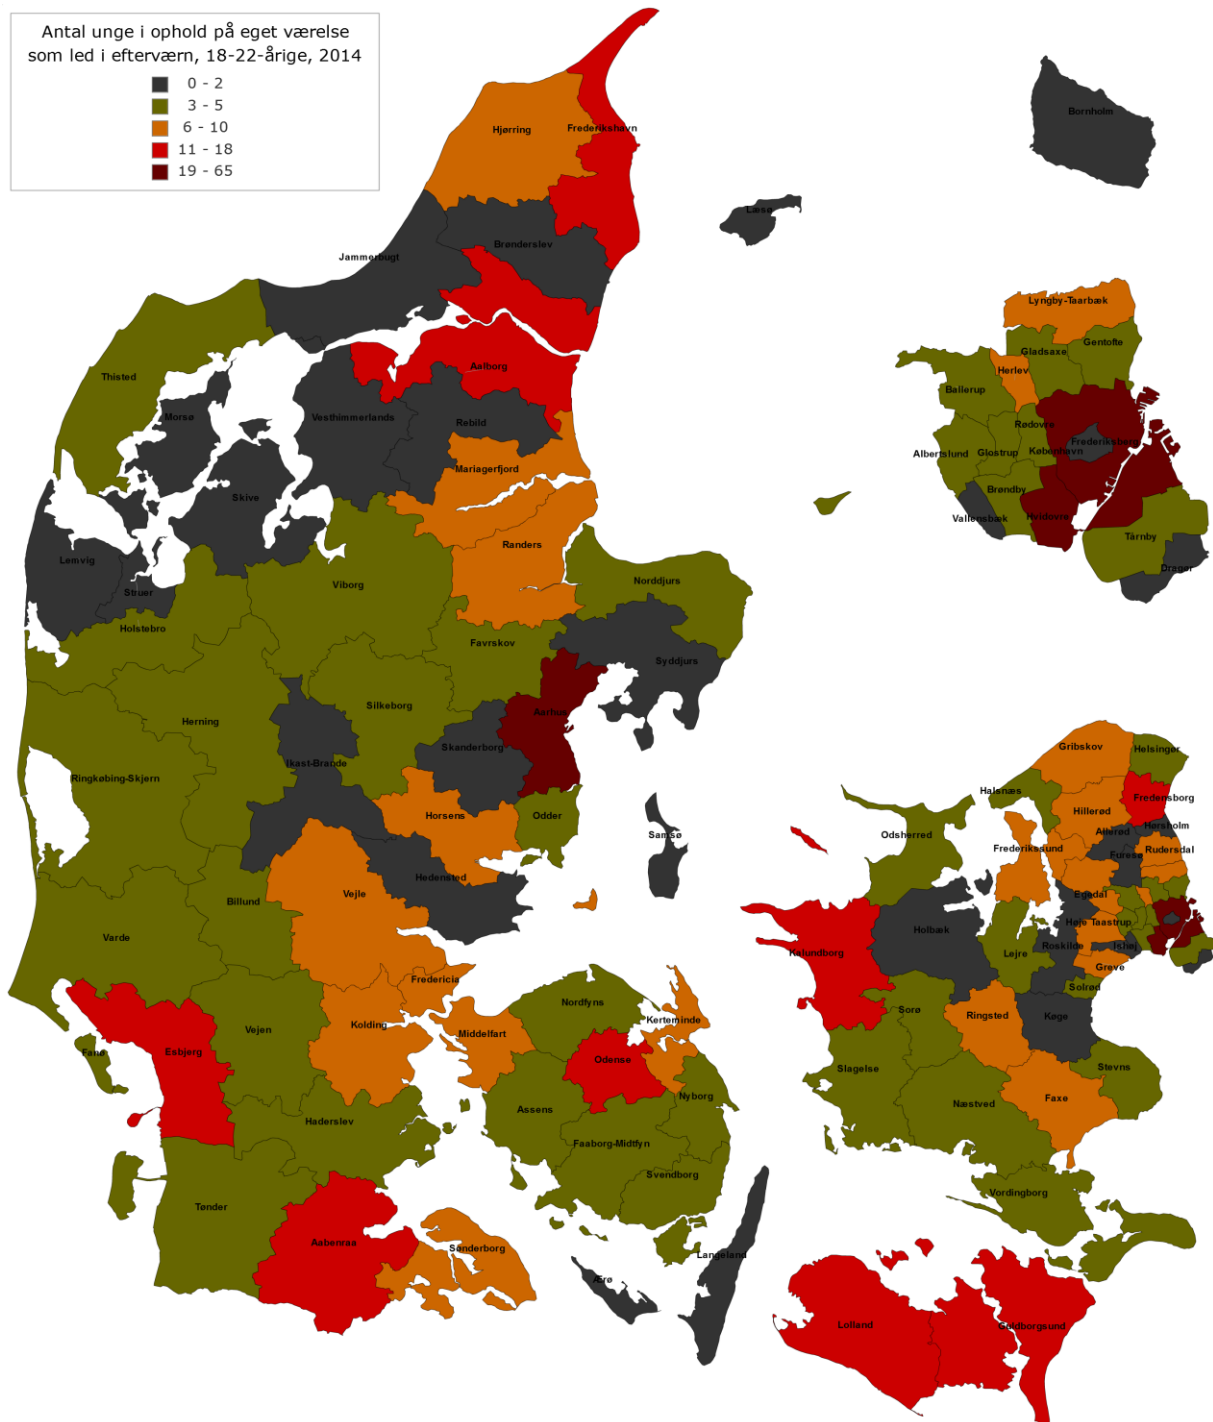 Antal unge i ophold på eget værelse
som led i efterværn, 18-22-årige, 2014
0 - 2
3 - 5
6 - 10
11 - 18
19 - 65
Bornholm
Hjørring
Frederikshavn
Læsø
Brønderslev
Jammerbugt
Lyngby-Taarbæk
Gentofte
Gladsaxe
Herlev
Ballerup
Aalborg
Thisted
Vesthimmerlands
Morsø
Rebild
Rødovre
Frederiksberg
København
Albertslund
Glostrup
Mariagerfjord
Brøndby
Skive
Vallensbæk
Hvidovre
Tårnby
Randers
Lemvig
Dragør
Struer
Viborg
Norddjurs
Holstebro
Favrskov
Syddjurs
Silkeborg
Aarhus
Herning
Skanderborg
Gribskov
Helsingør
Ikast-Brande
Ringkøbing-Skjern
Halsnæs
Fredensborg
Hillerød
Horsens
Odder
Hørsholm
Samsø
Odsherred
Allerød
Frederikssund
Rudersdal
Furesø
Hedensted
Vejle
Egedal
Billund
Høje Taastrup
Holbæk
Varde
Roskilde
Ishøj
Kalundborg
Lejre
Greve
Fredericia
Solrød
Nordfyns
Sorø
Ringsted
Køge
Kerteminde
Kolding
Vejen
Middelfart
Fanø
Esbjerg
Odense
Stevns
Slagelse
Nyborg
Faxe
Næstved
Assens
Haderslev
Faaborg-Midtfyn
Svendborg
Vordingborg
Tønder
Aabenraa
Sønderborg
Langeland
Ærø
Lolland
Guldborgsund